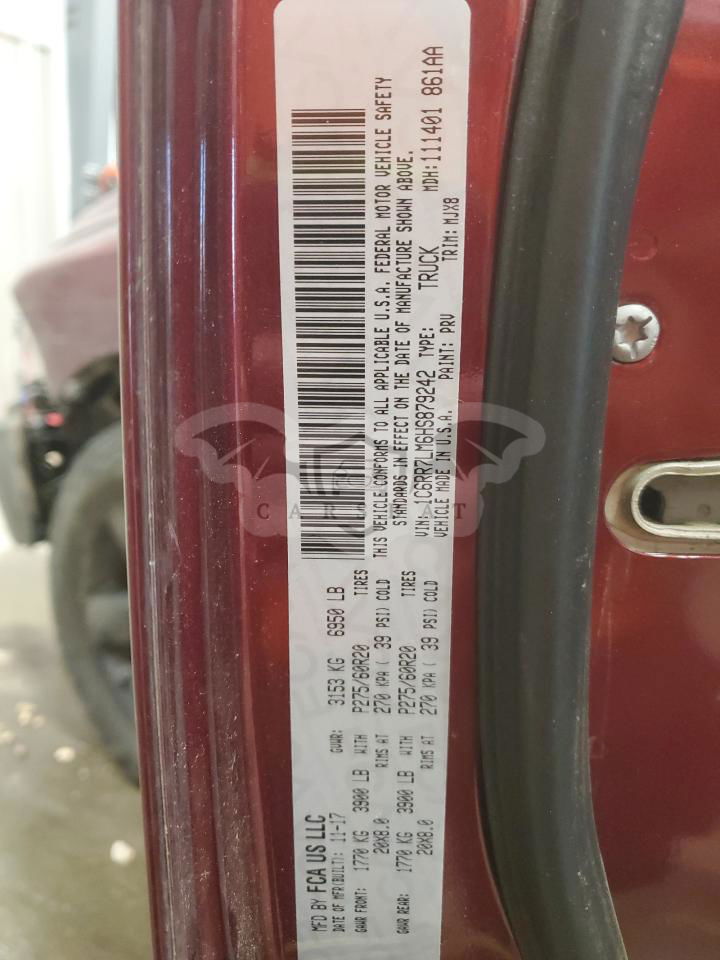 MFD BY FCA US LLC
DATE OF MFR(BUILT): 11-17 GVWR: 3153 KG 6950 LB
GAWR FRONT: 1770 KG 3900 LB WITH P275/60R20 TIRES
20X8.0 RIMS AT 270 KPA ( 39 PSI) COLD
GAWR REAR: 1770 KG 3900 LB WITH P275/60R20 TIRES
20X8.0 RIMS AT 270 KPA ( 39 PSI) COLD
THIS VEHICLE CONFORMS TO ALL APPLICABLE U.S.A. FEDERAL MOTOR VEHICLE SAFETY
STANDARDS IN EFFECT ON THE DATE OF MANUFACTURE SHOWN ABOVE.
VIN: 1C6RR7LM6HS879242 TYPE: TRUCK MDH: 111401 861AA
VEHICLE MADE IN U.S.A. PAINT: PRV TRIM: MJX8